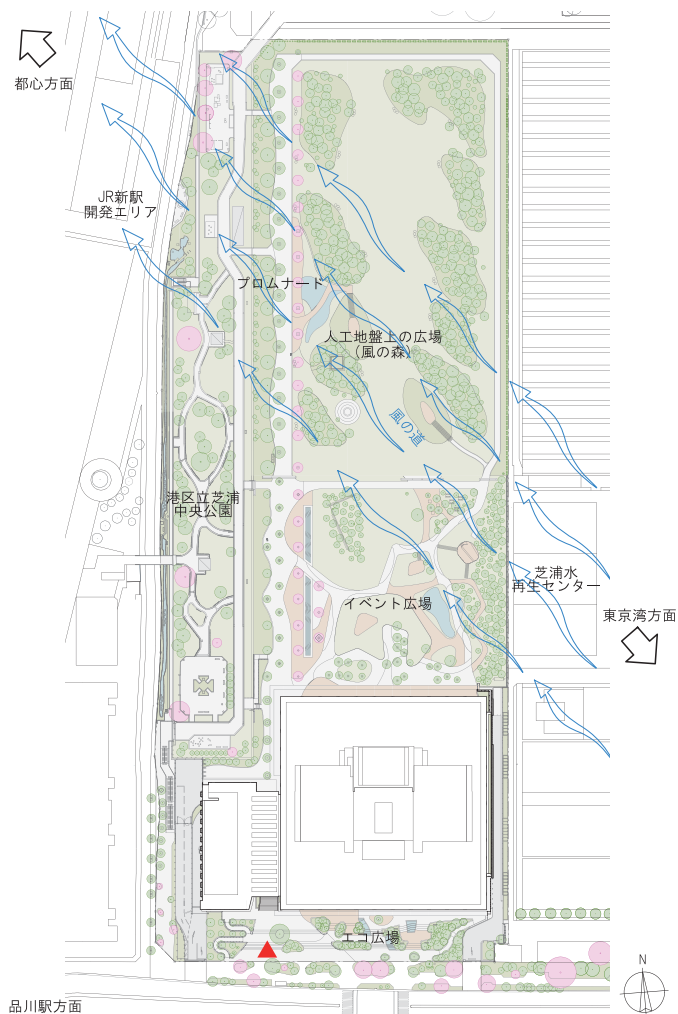 都心方面
JR新駅
開発エリア
プロムナード
人工地盤上の広場
(風の森)
風の道
港区立芝浦
中央公園
芝浦水
再生センター
イベント広場
東京湾方面
エコ広場
N
品川駅方面